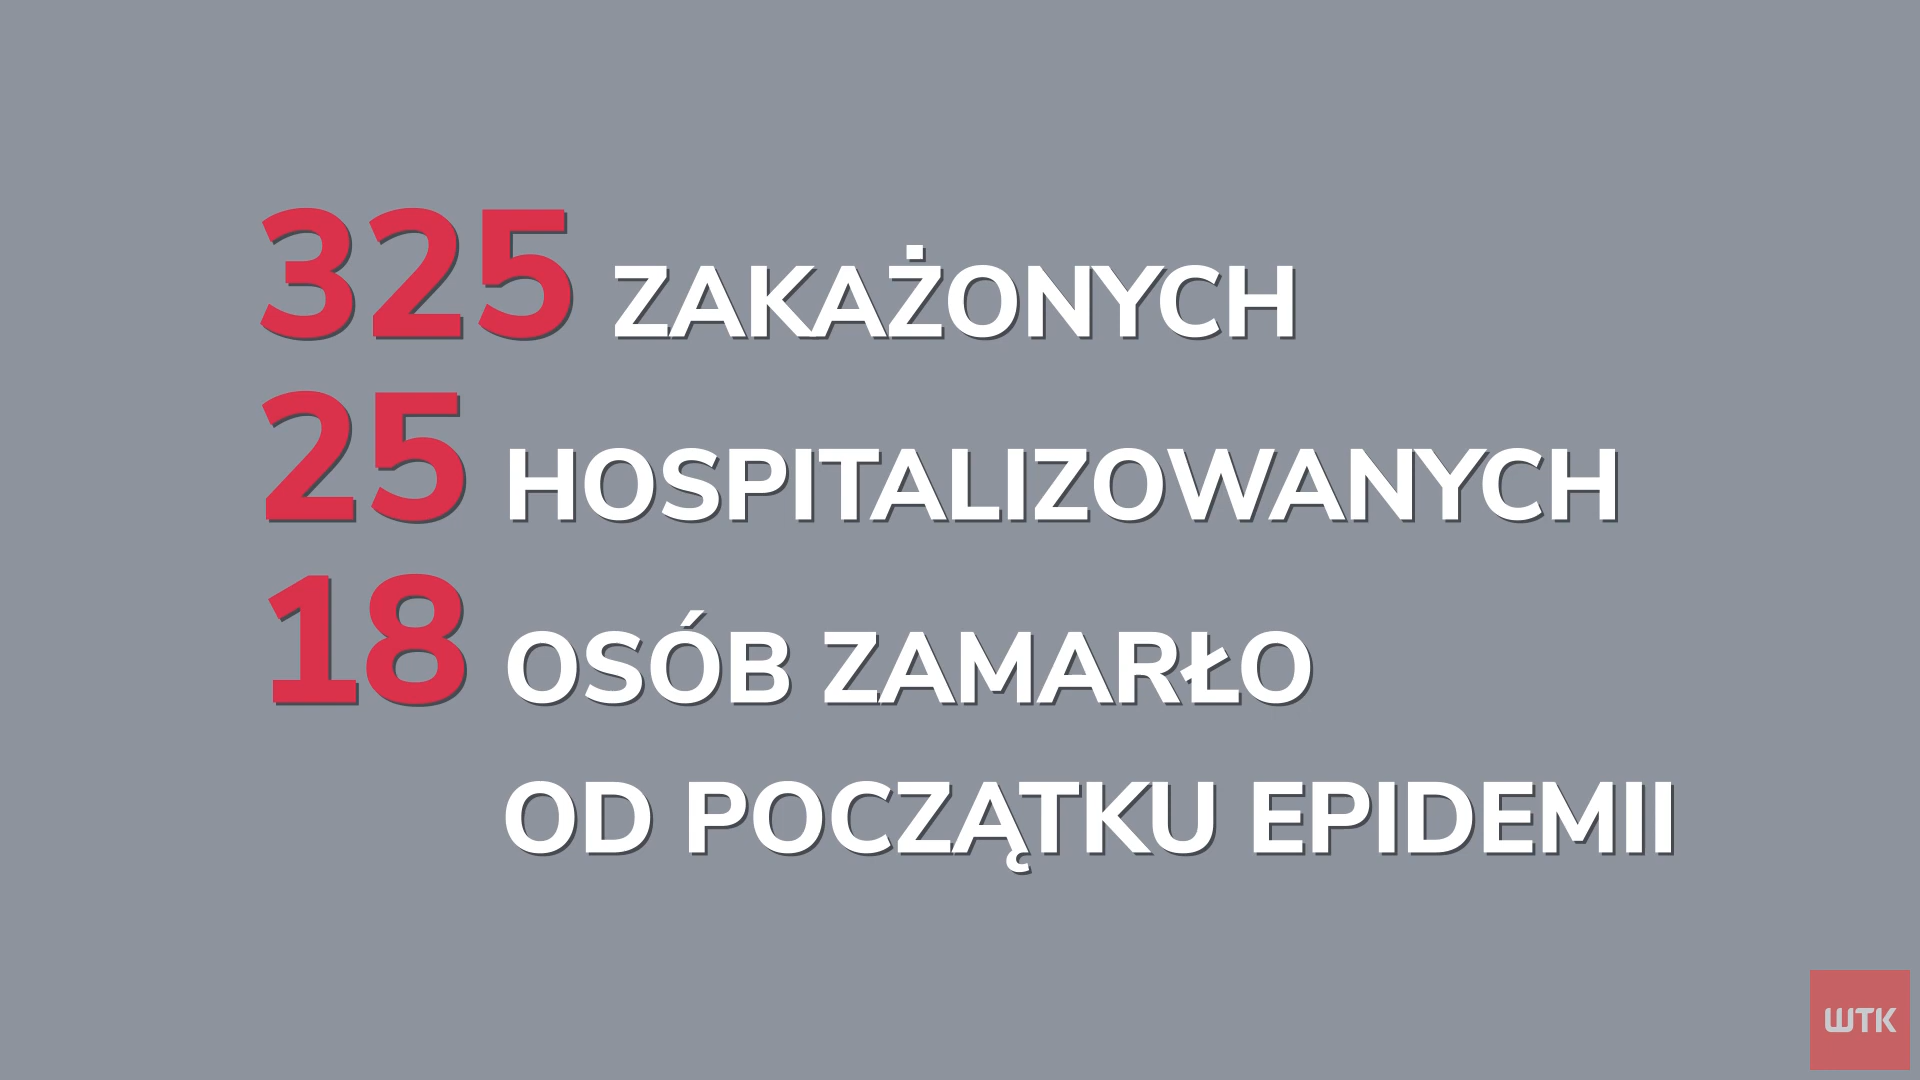 325 ZAKAŻONYCH
25 HOSPITALIZOWANYCH
18 OSÓB ZAMARŁO
OD POCZĄTKU EPIDEMII
WTK